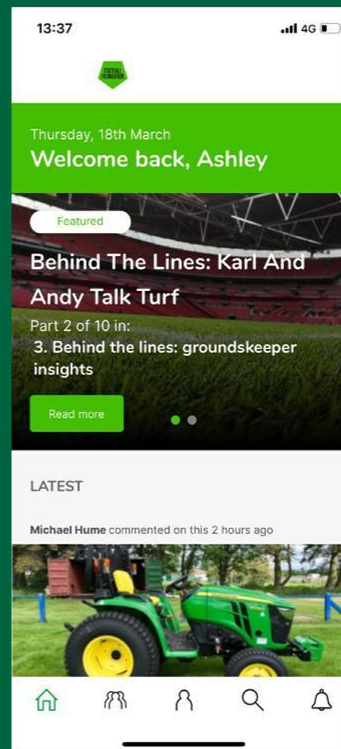 13:37
4G
FOOTBALL
FOUNDATION
Thursday, 18th March
Welcome back, Ashley
Featured
Behind The Lines: Karl And
Andy Talk Turf
Part 2 of 10 in:
3. Behind the lines: groundskeeper
insights
Read more
LATEST
Michael Hume commented on this 2 hours ago